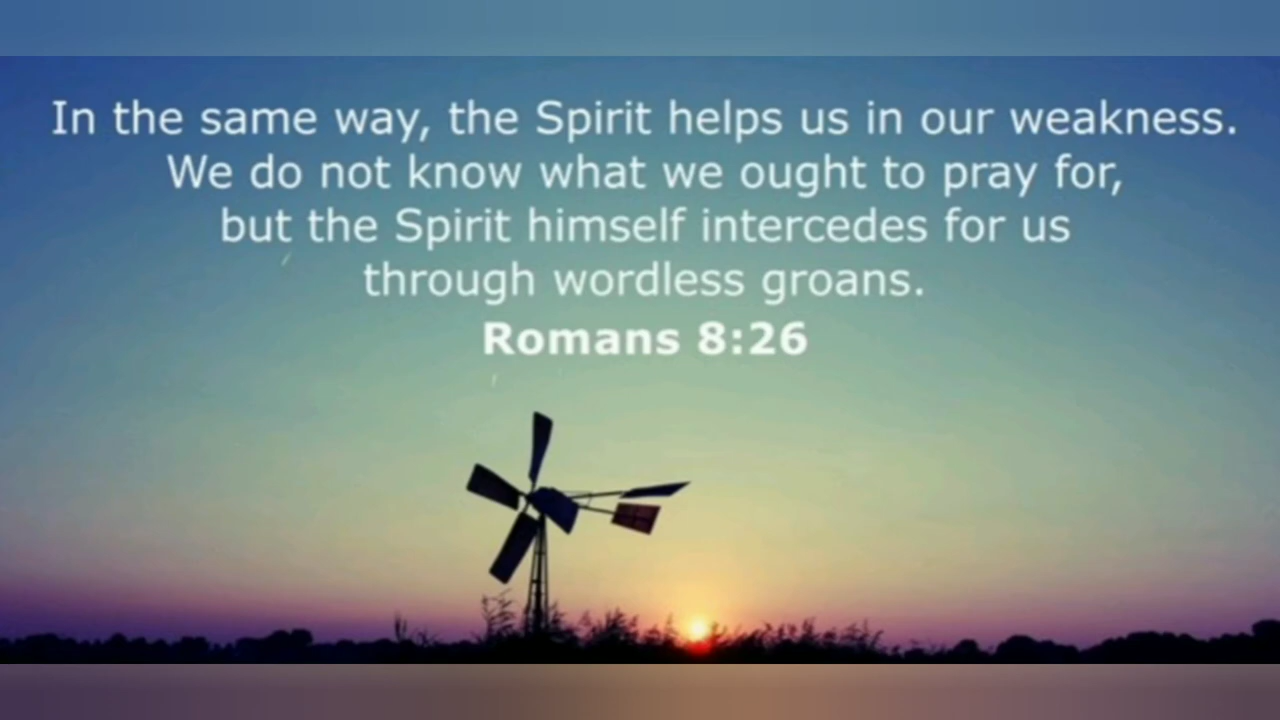 In the same way, the Spirit helps us in our weakness.
We do not know what we ought to pray for,
but the Spirit himself intercedes for us
through wordless groans.
Romans 8:26